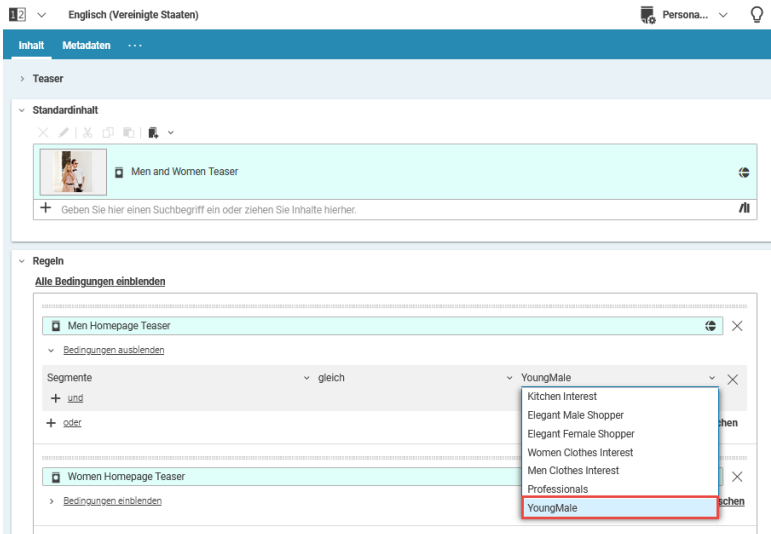 12 Englisch (Vereinigte Staaten) Persona...
Inhalt Metadaten ...
Teaser
Standardinhalt
Men and Women Teaser
Geben Sie hier einen Suchbegriff ein oder ziehen Sie Inhalte hierher.
Regeln
Alle Bedingungen einblenden
Men Homepage Teaser
Bedingungen ausblenden
Segmente gleich YoungMale
und
oder
chen
Kitchen Interest
Elegant Male Shopper
Elegant Female Shopper
Women Clothes Interest
Men Clothes Interest
Professionals
YoungMale
Women Homepage Teaser
Bedingungen einblenden
schen